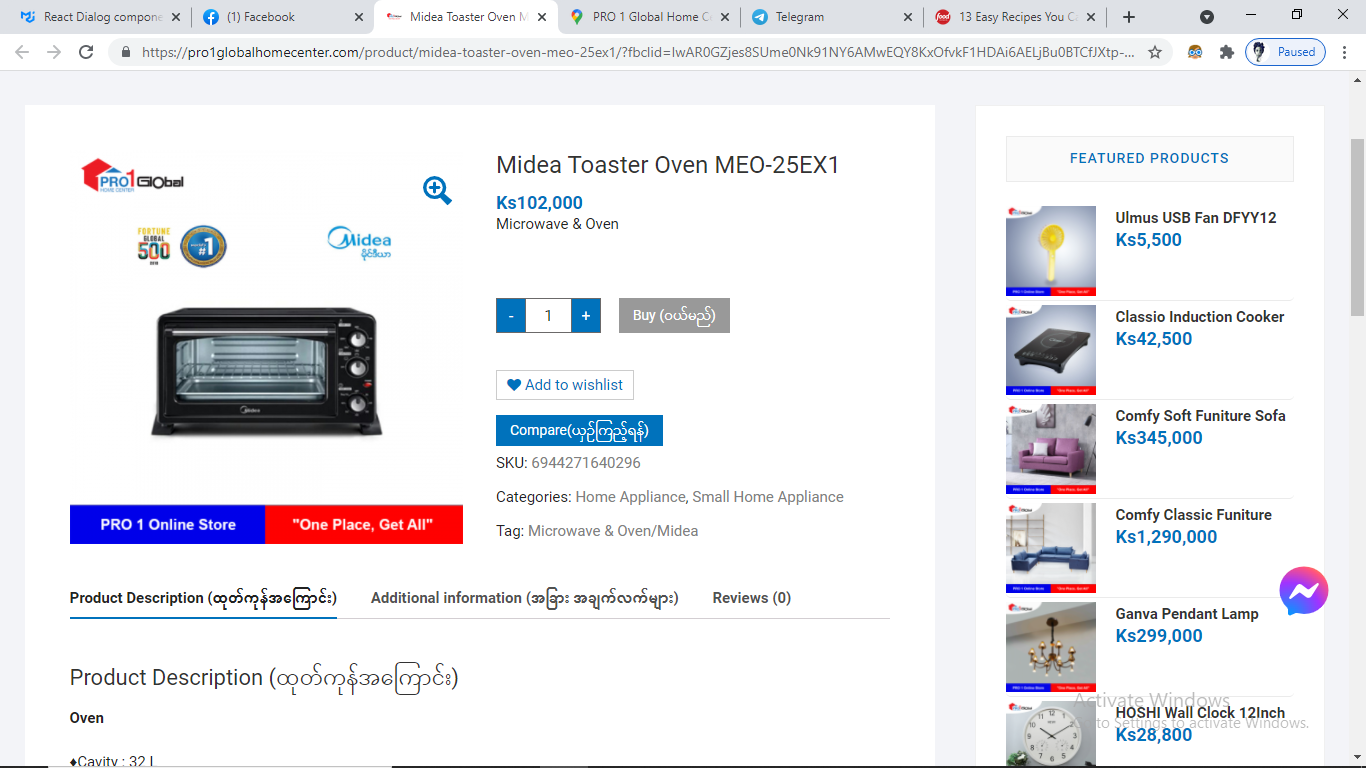 React Dialog compone
(1) Facebook
Midea Toaster Oven M
PRO 1 Global Home C
Telegram
13 Easy Recipes You C
https://pro1globalhomecenter.com/product/midea-toaster-oven-meo-25ex1/?fbclid=IwAR0GZjes8SUme0Nk91NY6AMwEQY8KxOfvkF1HDAi6AELjBu0BTCfJXtp-...
Paused
PRO1 Global
HOME CENTER
FORTUNE
GLOBAL
500
#1
Midea
မိုင်ဒီယာ
Midea
PRO 1 Online Store
"One Place, Get All"
Midea Toaster Oven MEO-25EX1
Ks102,000
Microwave & Oven
- 1 +
Buy (ဝယ်မည်)
Add to wishlist
Compare(ယှဉ်ကြည့်ရန်)
SKU: 6944271640296
Categories: Home Appliance, Small Home Appliance
Tag: Microwave & Oven/Midea
Product Description (ထုတ်ကုန်အကြောင်း)
Additional information (အခြား အချက်လက်များ)
Reviews (0)
Product Description (ထုတ်ကုန်အကြောင်း)
Oven
♦Cavity : 32 L
FEATURED PRODUCTS
Ulmus USB Fan DFYY12
Ks5,500
Classio Induction Cooker
Ks42,500
Comfy Soft Funiture Sofa
Ks345,000
Comfy Classic Funiture
Ks1,290,000
Ganva Pendant Lamp
Ks299,000
HOSHI Wall Clock 12Inch
Ks28,800
Activate Windows
to Settings to activate Windows.